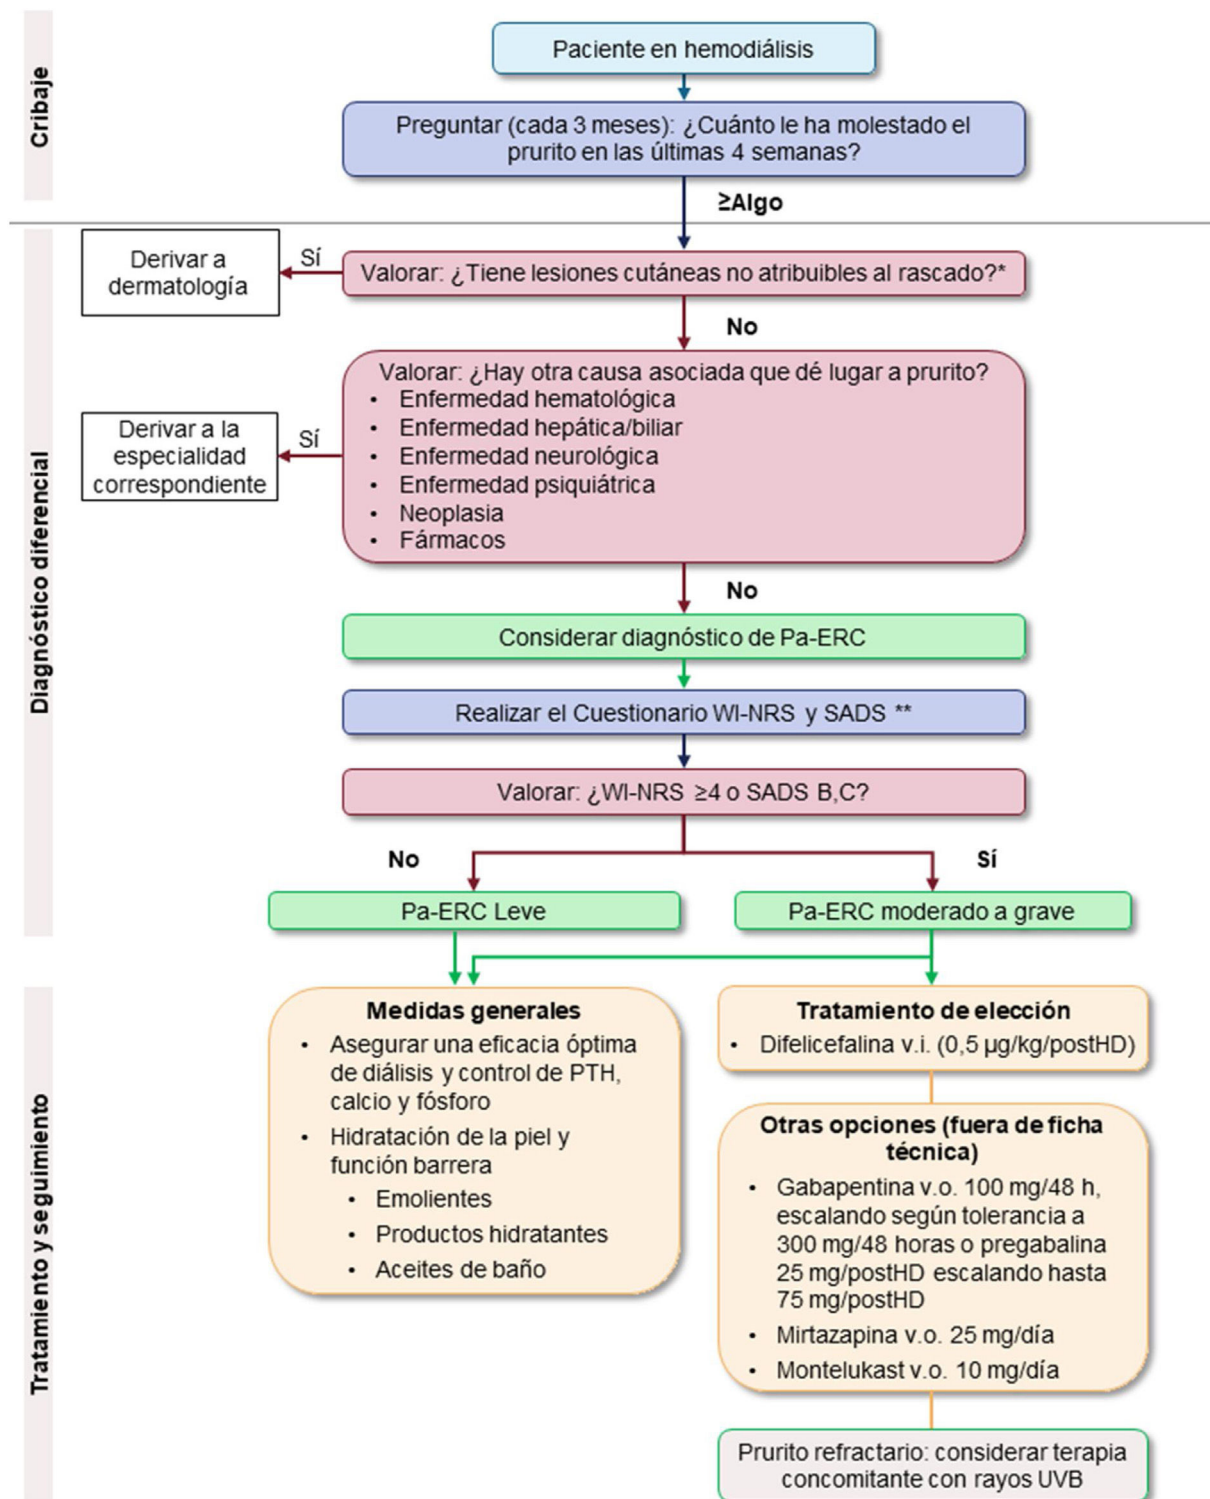 Cribaje
Paciente en hemodiálisis
Preguntar (cada 3 meses): ¿Cuánto le ha molestado el
prurito en las últimas 4 semanas?
≥Algo
Diagnóstico diferencial
Derivar a
dermatología
Sí
Valorar: ¿Tiene lesiones cutáneas no atribuibles al rascado?*
No
Valorar: ¿Hay otra causa asociada que dé lugar a prurito?
• Enfermedad hematológica
• Enfermedad hepática/biliar
• Enfermedad neurológica
• Enfermedad psiquiátrica
• Neoplasia
• Fármacos
Derivar a la
especialidad
correspondiente
Sí
No
Considerar diagnóstico de Pa-ERC
Realizar el Cuestionario WI-NRS y SADS **
Valorar: ¿WI-NRS ≥4 o SADS B,C?
No
Sí
Pa-ERC Leve
Pa-ERC moderado a grave
Tratamiento y seguimiento
Medidas generales
• Asegurar una eficacia óptima
de diálisis y control de PTH,
calcio y fósforo
• Hidratación de la piel y
función barrera
• Emolientes
• Productos hidratantes
• Aceites de baño
Tratamiento de elección
• Difelicefalina v.i. (0,5 µg/kg/postHD)
Otras opciones (fuera de ficha
técnica)
• Gabapentina v.o. 100 mg/48 h,
escalando según tolerancia a
300 mg/48 horas o pregabalina
25 mg/postHD escalando hasta
75 mg/postHD
• Mirtazapina v.o. 25 mg/día
• Montelukast v.o. 10 mg/día
Prurito refractario: considerar terapia
concomitante con rayos UVB